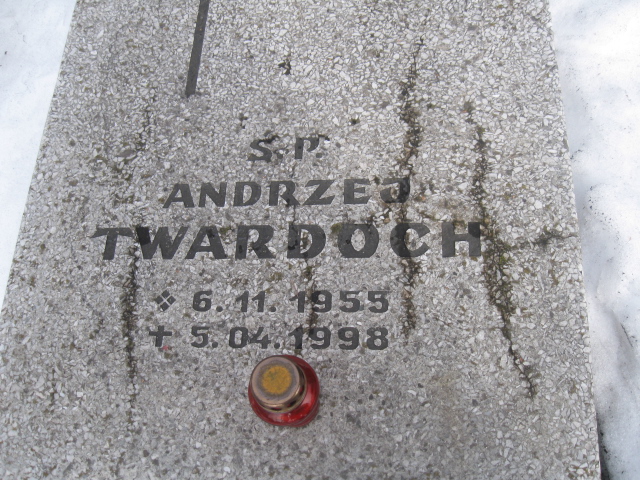 Ś.P.
ANDRZEJ
TWARDOCH
6.11.1955
5.04.1998